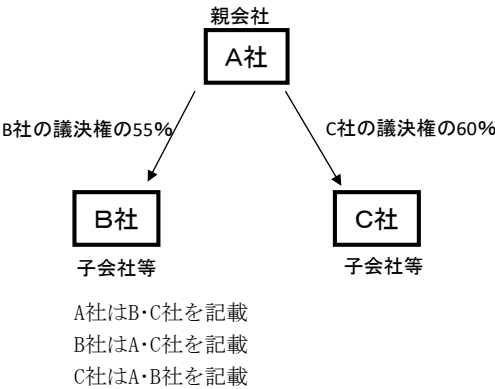 親会社
A社
B社の議決権の55%
C社の議決権の60%
B社
C社
子会社等
子会社等
A社はB・C社を記載
B社はA・C社を記載
C社はA・B社を記載